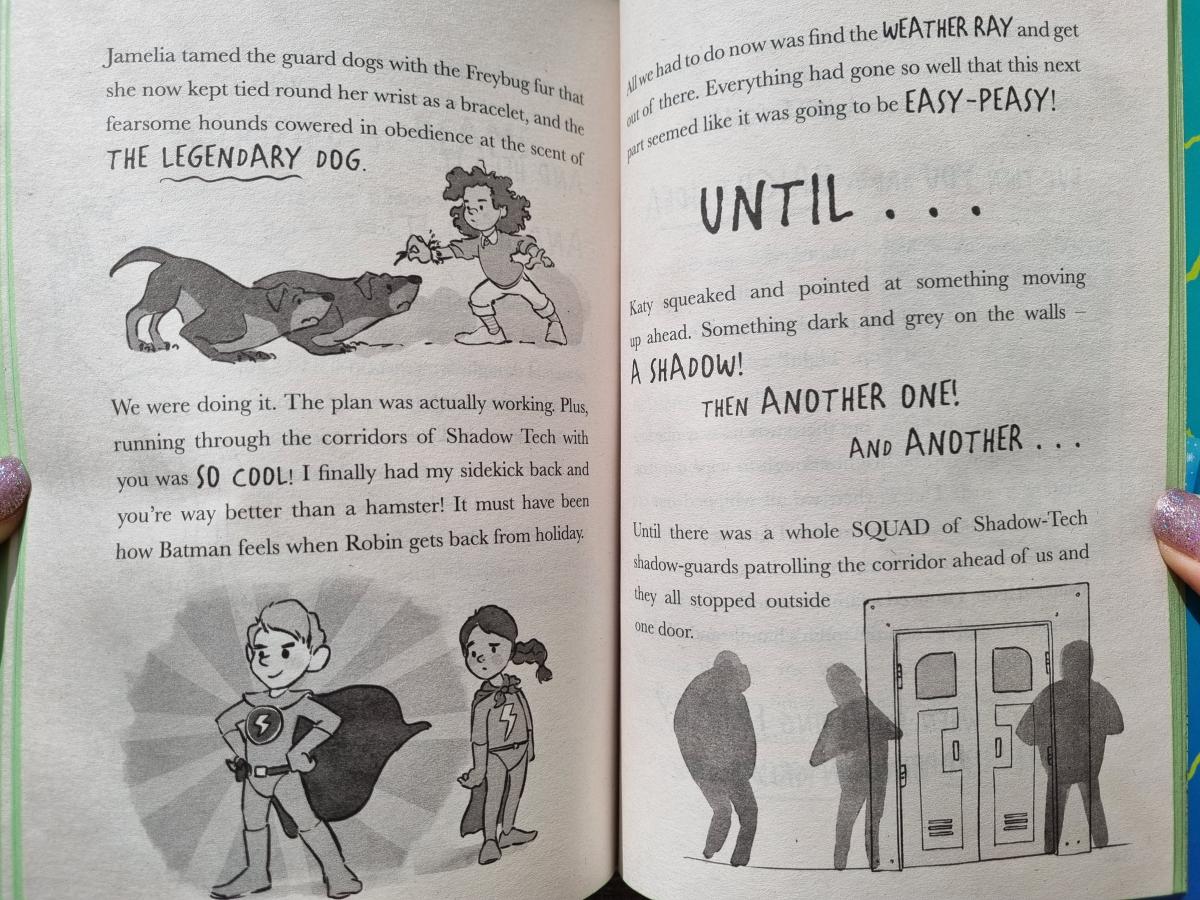 Jamelia tamed the guard dogs with the Freybug fur that
she now kept tied round her wrist as a bracelet, and the
fearsome hounds cowered in obedience at the scent of
THE LEGENDARY DOG.
We were doing it. The plan was actually working. Plus,
running through the corridors of Shadow Tech with
you was SO COOL! I finally had my sidekick back and
you're way better than a hamster! It must have been
how Batman feels when Robin gets back from holiday.
All we had to do now was find the WEATHER RAY and get
out of there. Everything had gone so well that this next
part seemed like it was going to be EASY-PEASY!
UNTIL . . .
Katy squeaked and pointed at something moving
up ahead. Something dark and grey on the walls –
A SHADOW!
THEN ANOTHER ONE!
AND ANOTHER . . .
Until there was a whole SQUAD of Shadow-Tech
shadow-guards patrolling the corridor ahead of us and
they all stopped outside
one door.